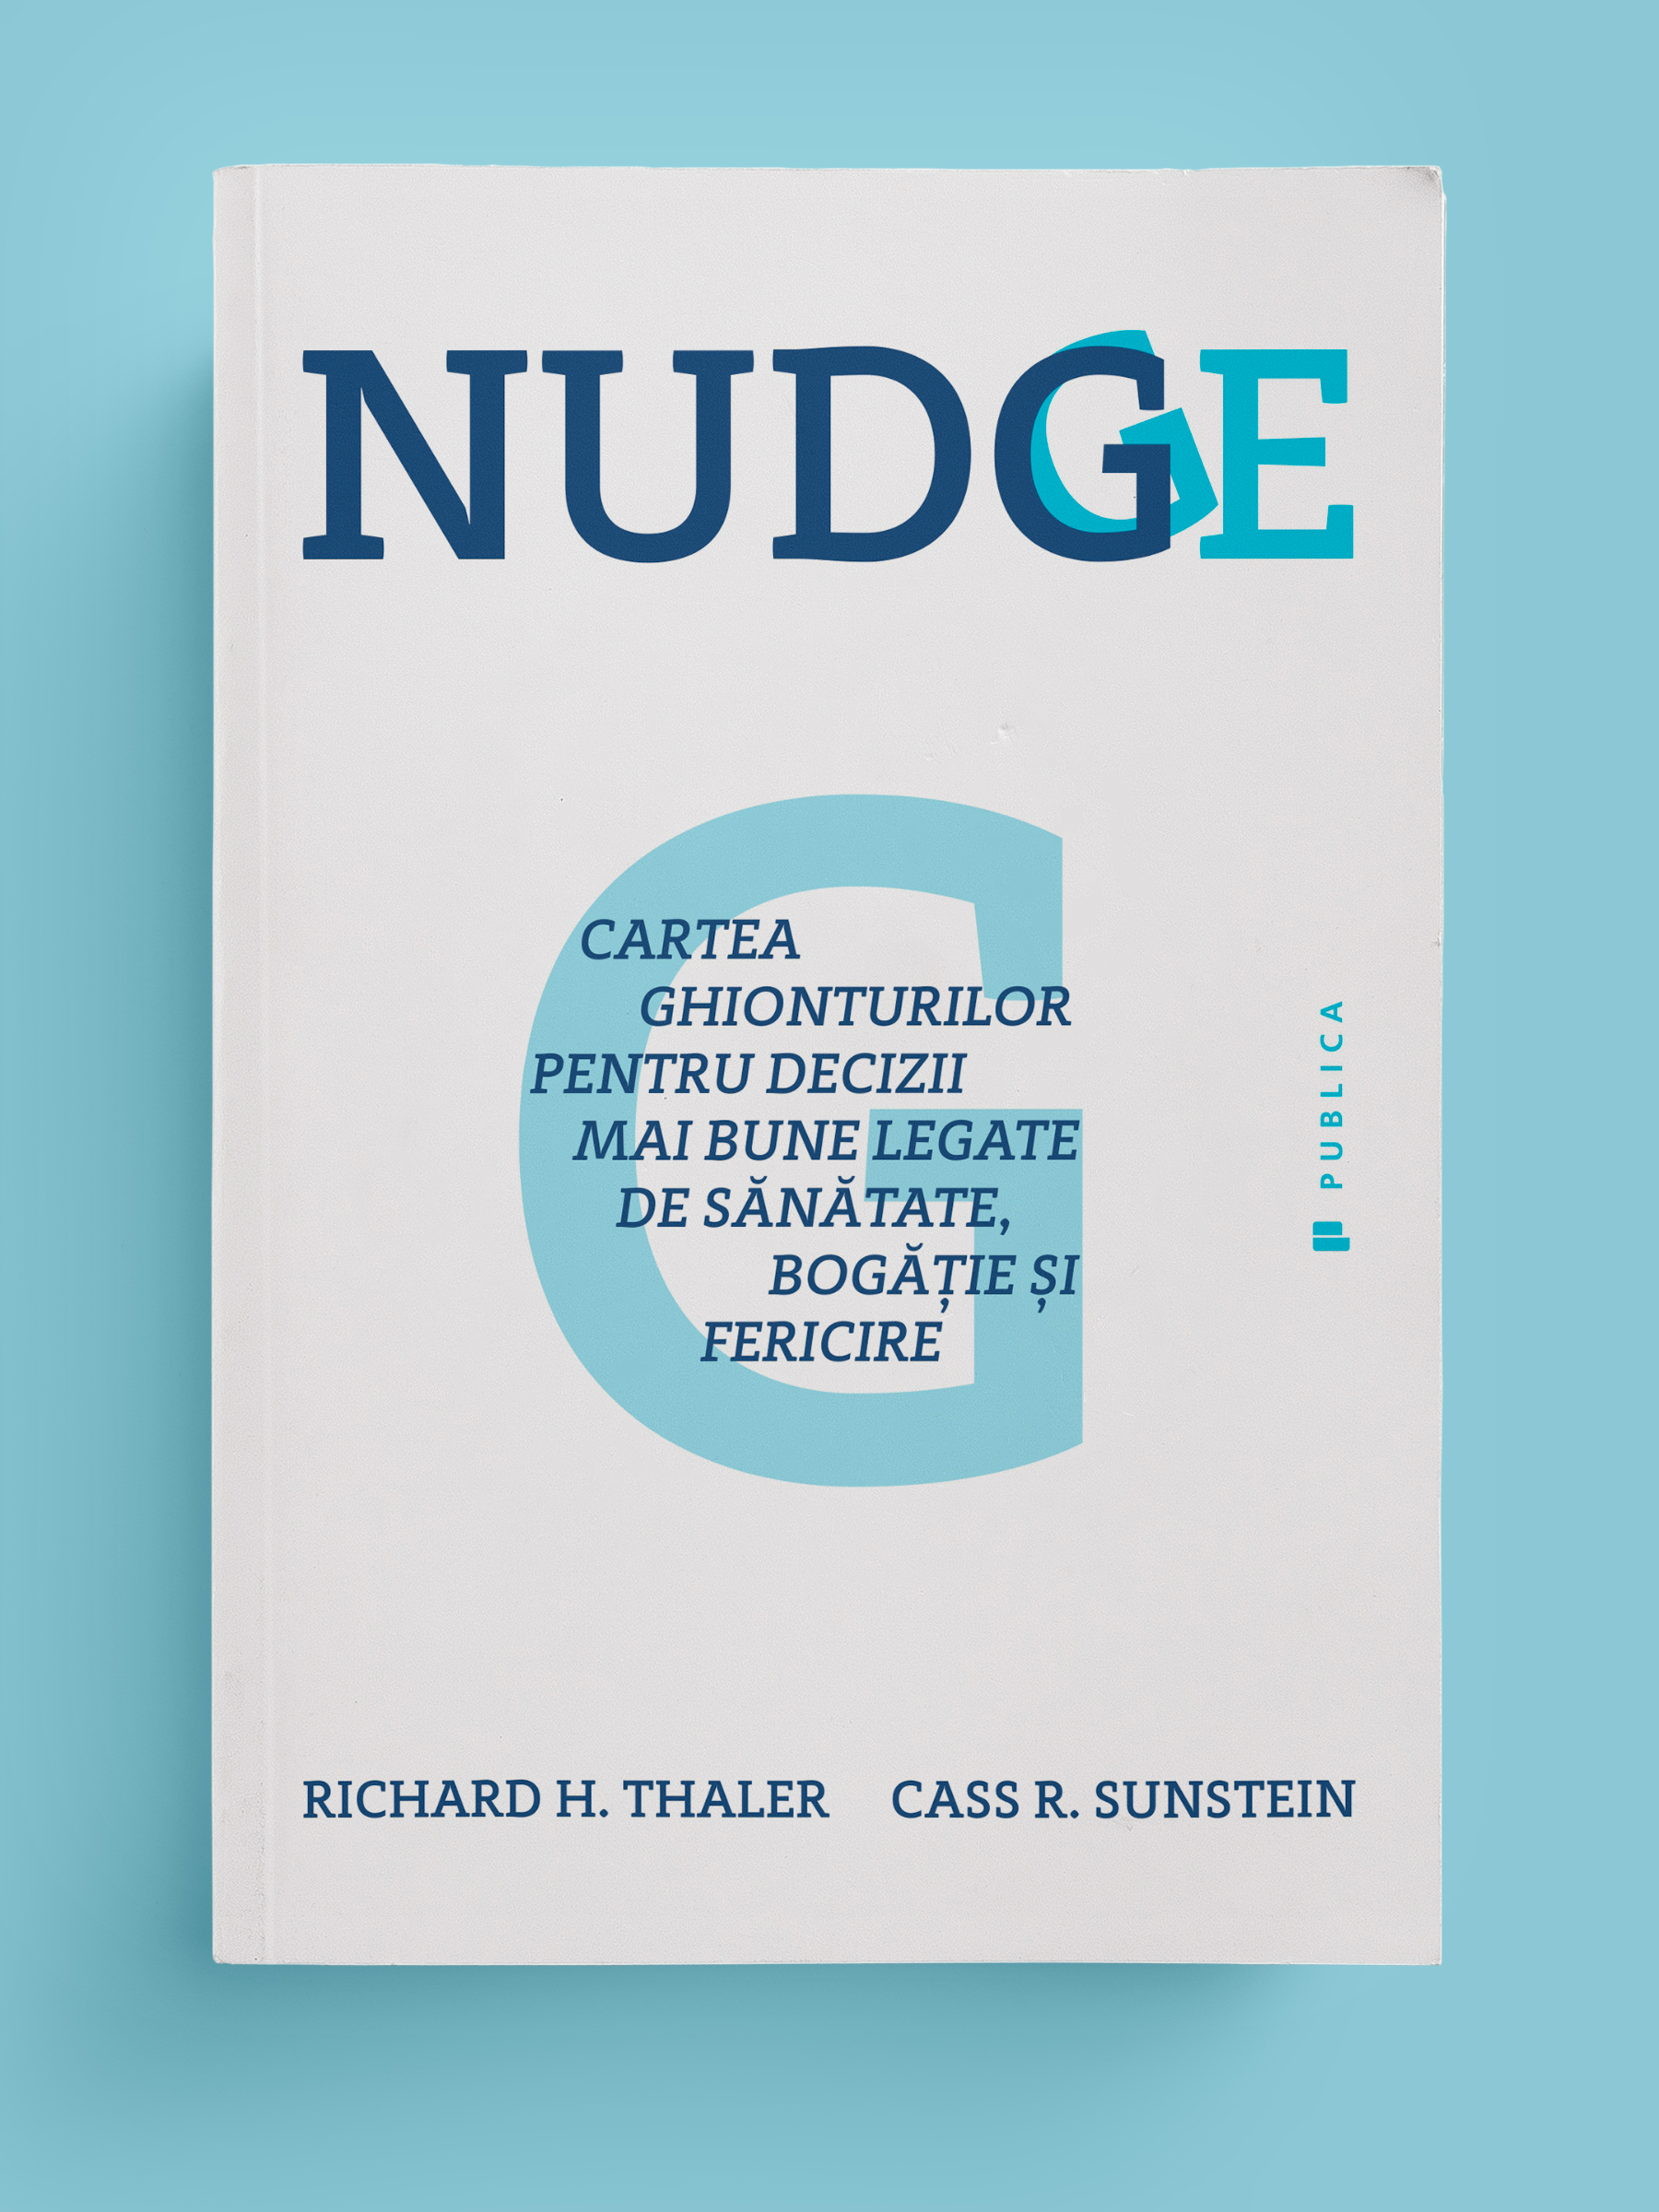 NUDGE
CARTEA
GHIONTURILOR
PENTRU DECIZII
MAI BUNE LEGATE
DE SĂNĂTATE,
BOGĂȚIE ȘI
FERICIRE
PUBLICA
RICHARD H. THALER CASS R. SUNSTEIN